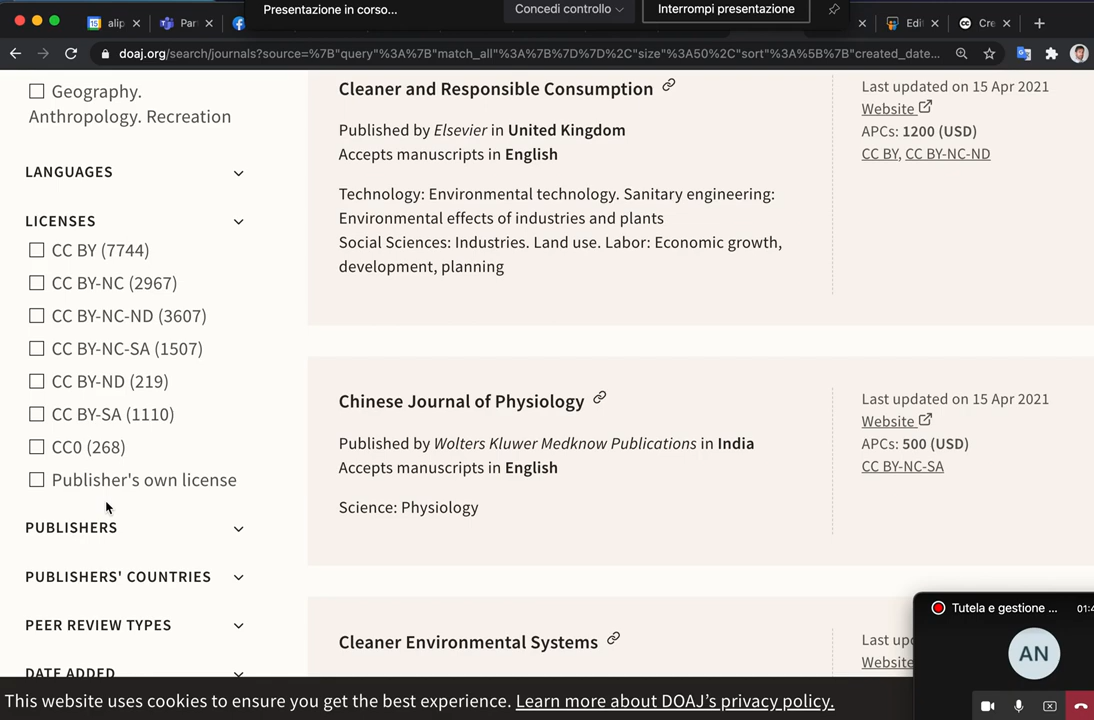 Presentazione in corso...
Concedi controllo
Interrompi presentazione
alip
Par
Edi
Cre
doaj.org/search/journals?source=%7B"query"%3A%7B"match_all"%3A%7B%7D%7D%2C"size"%3A50%2C"sort"%3A%5B%7B"created_date...
Geography.
Anthropology. Recreation
LANGUAGES
LICENSES
CC BY (7744)
CC BY-NC (2967)
CC BY-NC-ND (3607)
CC BY-NC-SA (1507)
CC BY-ND (219)
CC BY-SA (1110)
CC0 (268)
Publisher's own license
PUBLISHERS
PUBLISHERS' COUNTRIES
PEER REVIEW TYPES
DATE ADDED
Cleaner and Responsible Consumption
Published by Elsevier in United Kingdom
Accepts manuscripts in English
Technology: Environmental technology. Sanitary engineering:
Environmental effects of industries and plants
Social Sciences: Industries. Land use. Labor: Economic growth,
development, planning
Last updated on 15 Apr 2021
Website
APCs: 1200 (USD)
CC BY, CC BY-NC-ND
Chinese Journal of Physiology
Published by Wolters Kluwer Medknow Publications in India
Accepts manuscripts in English
Science: Physiology
Last updated on 15 Apr 2021
Website
APCs: 500 (USD)
CC BY-NC-SA
Cleaner Environmental Systems
Last upd
Website
Tutela e gestione ...
01:4
AN
This website uses cookies to ensure you get the best experience. Learn more about DOAJ's privacy policy.